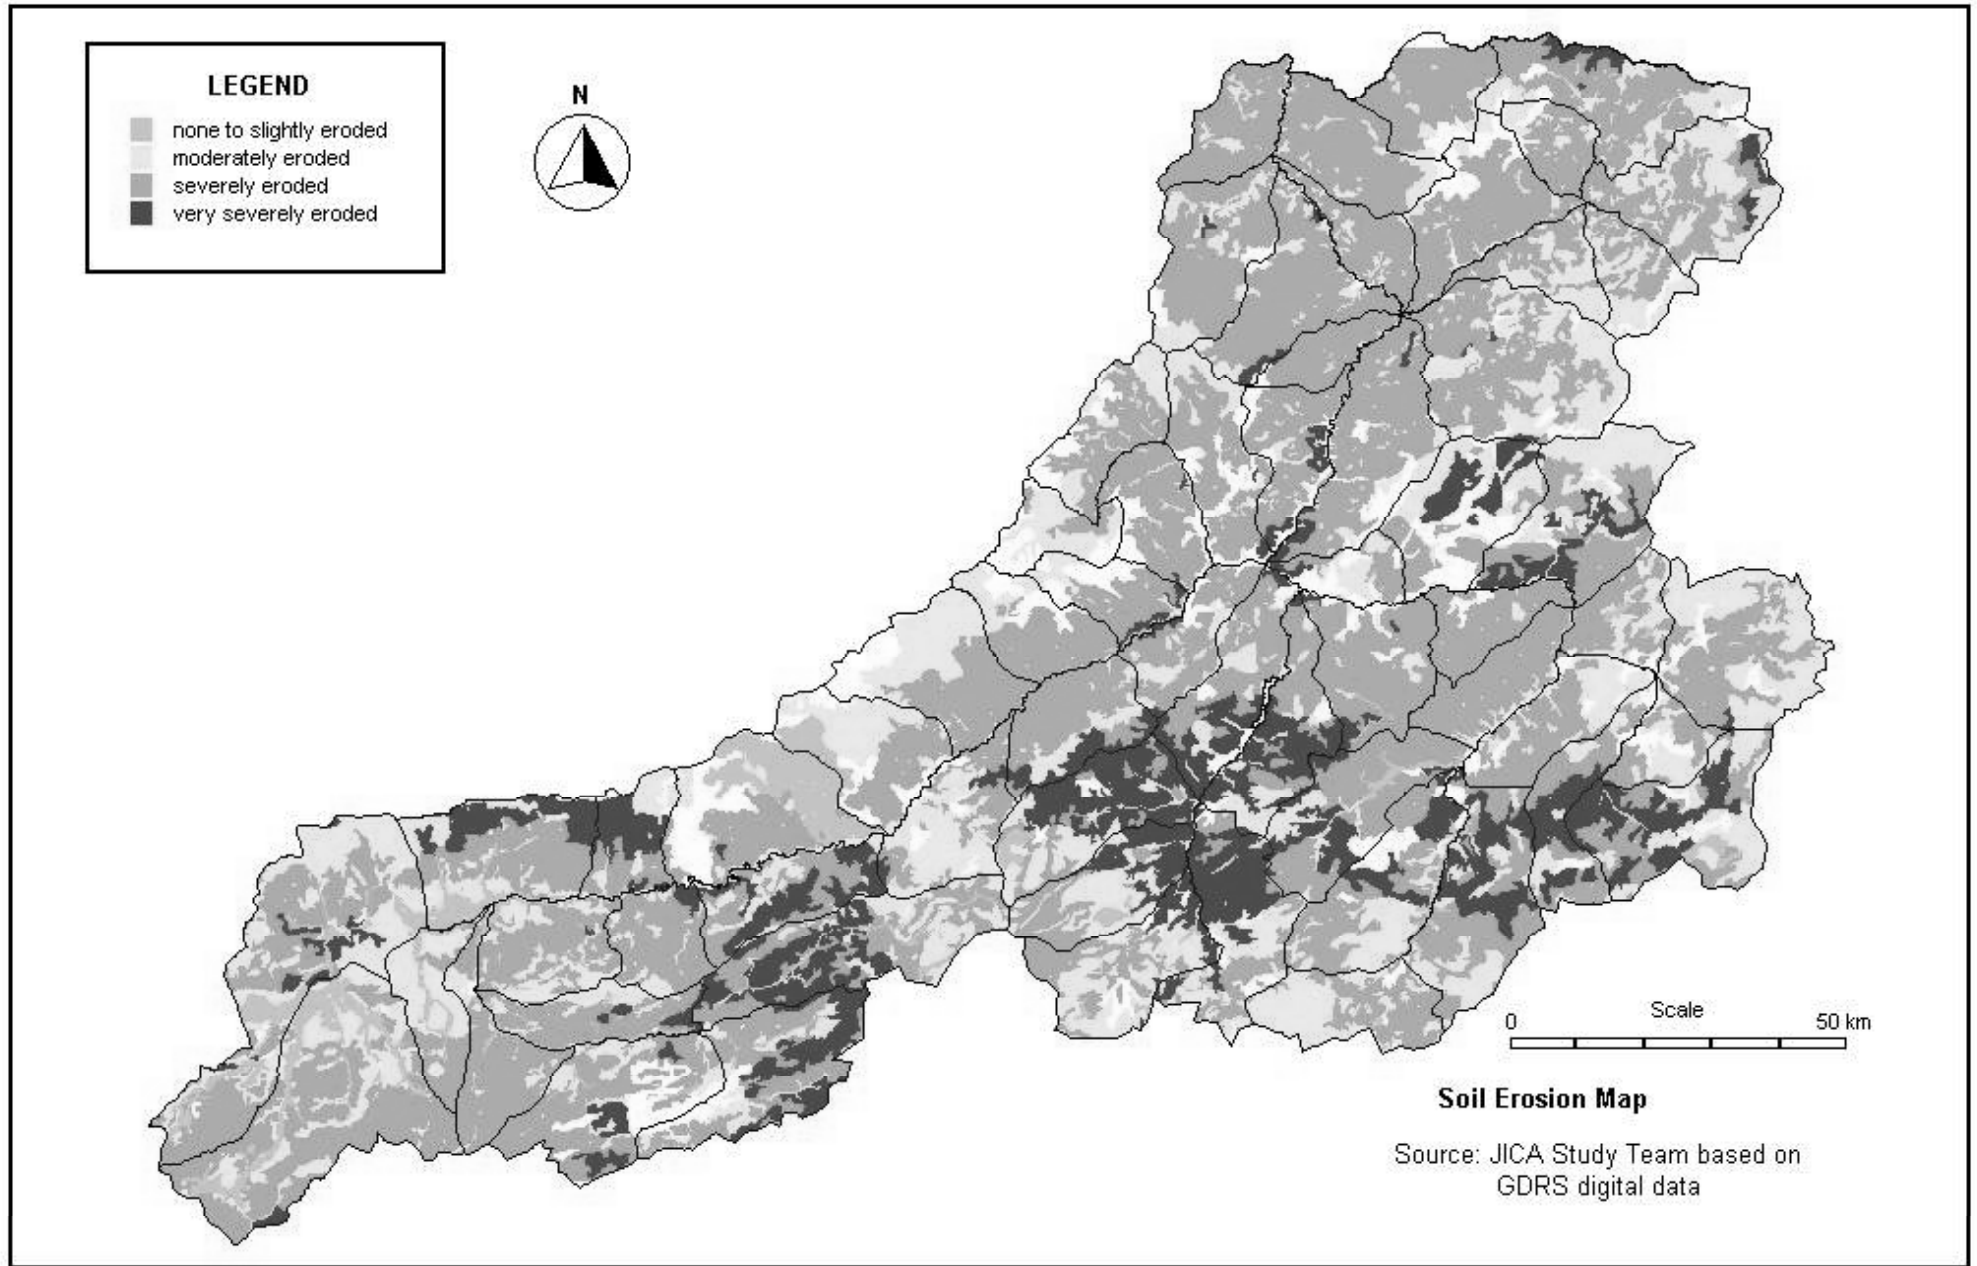 LEGEND
none to slightly eroded
moderately eroded
severely eroded
very severely eroded
N
Scale
0 50 km
Soil Erosion Map
Source: JICA Study Team based on
GDRS digital data